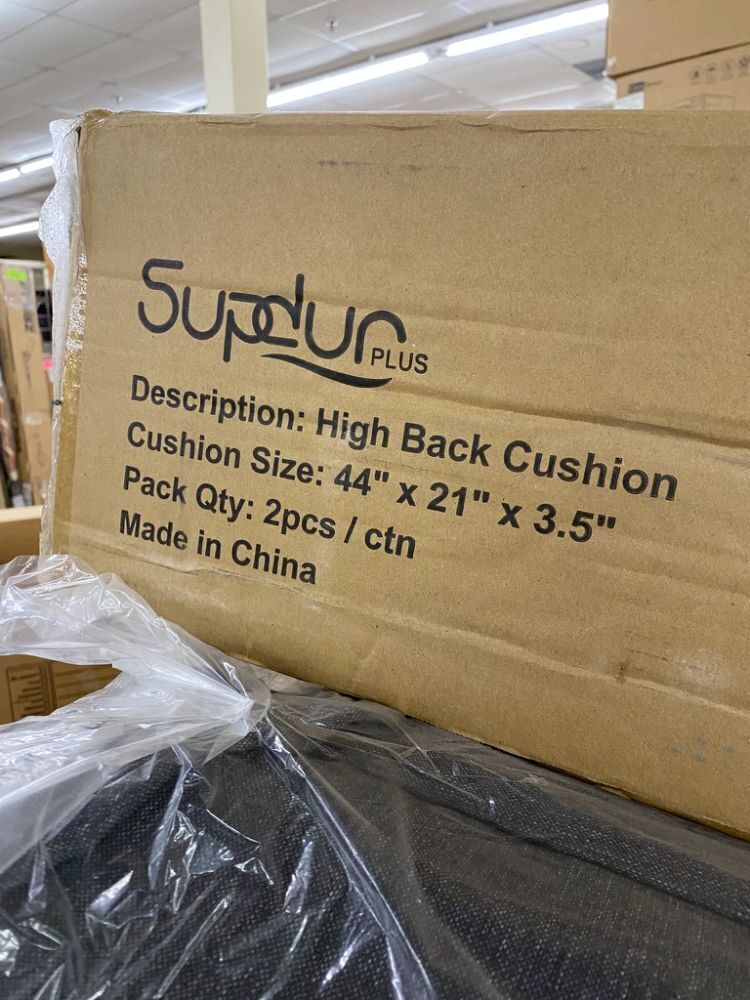 Supdur PLUS
Description: High Back Cushion
Cushion Size: 44" x 21" x 3.5"
Pack Qty: 2pcs / ctn
Made in China